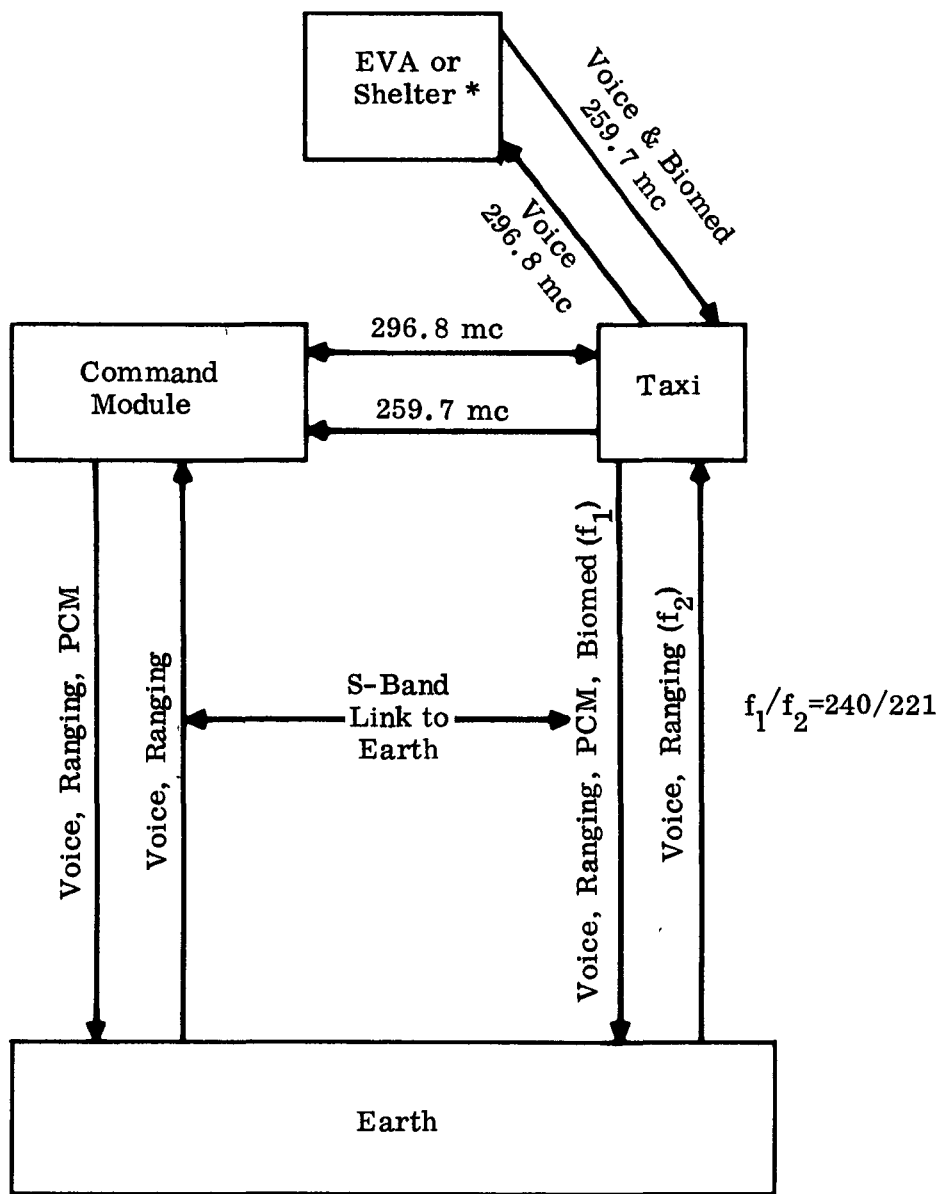 EVA or
Shelter *
Voice & Biomed
259.7 mc
Voice
296.8 mc
296.8 mc
Command
Module
Taxi
259.7 mc
Voice, Ranging, PCM
Voice, Ranging
S-Band
Link to
Earth
Voice, Ranging, PCM, Biomed (f₁)
Voice, Ranging (f₂)
f₁/f₂=240/221
Earth